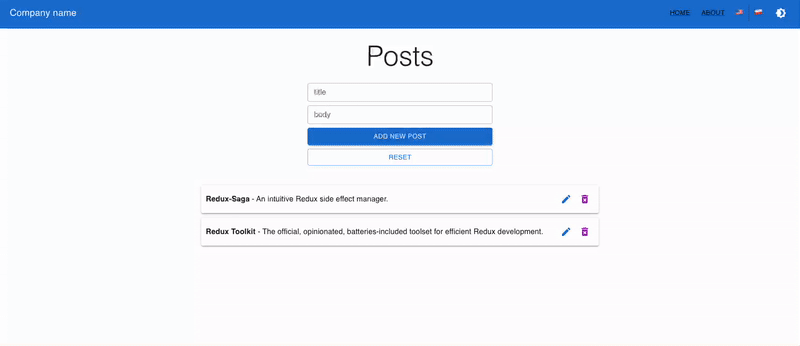 Company name
HOME ABOUT
Posts
title
body
ADD NEW POST
RESET
Redux-Saga - An intuitive Redux side effect manager.
Redux Toolkit - The official, opinionated, batteries-included toolset for efficient Redux development.